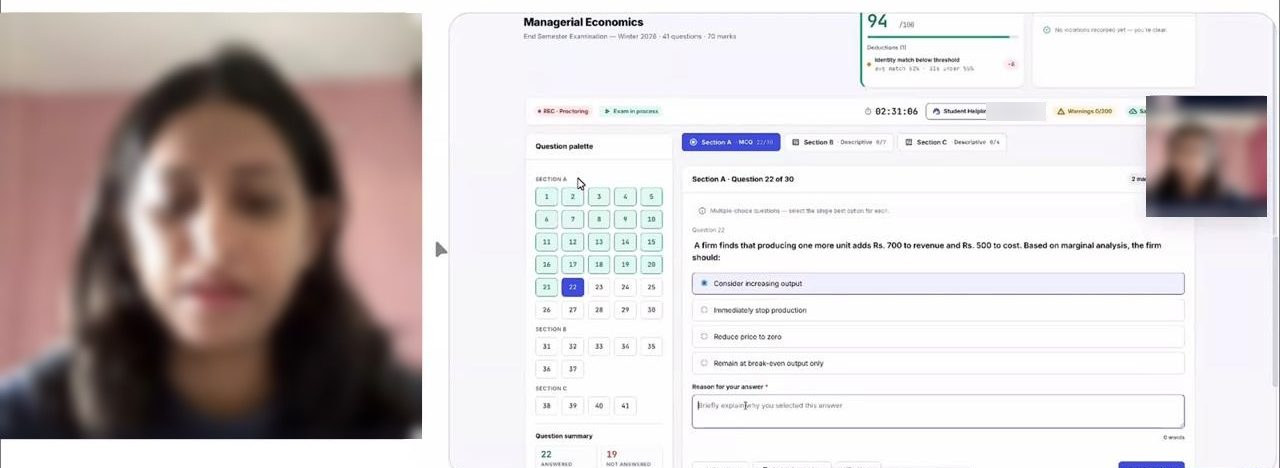 Managerial Economics
End Semester Examination — Winter 2026 · 41 questions · 70 marks
94 /100
Deductions (1)
Identity match below threshold
-6
No violations recorded yet — you're clear.
REC · Proctoring
Exam in process
02:31:06
Student Helplin
Warnings 0/200
Question palette
Section A · MCQ 22/30
Section B · Descriptive 0/7
Section C · Descriptive 0/4
SECTION A
1 2 3 4 5
6 7 8 9 10
11 12 13 14 15
16 17 18 19 20
21 22 23 24 25
26 27 28 29 30
SECTION B
31 32 33 34 35
36 37
SECTION C
38 39 40 41
Question summary
22
ANSWERED
19
NOT ANSWERED
Section A · Question 22 of 30
2 ma
Multiple-choice questions — select the single best option for each.
Question 22
A firm finds that producing one more unit adds Rs. 700 to revenue and Rs. 500 to cost. Based on marginal analysis, the firm
should:
Consider increasing output
Immediately stop production
Reduce price to zero
Remain at break-even output only
Reason for your answer *
Briefly explain why you selected this answer
0 words